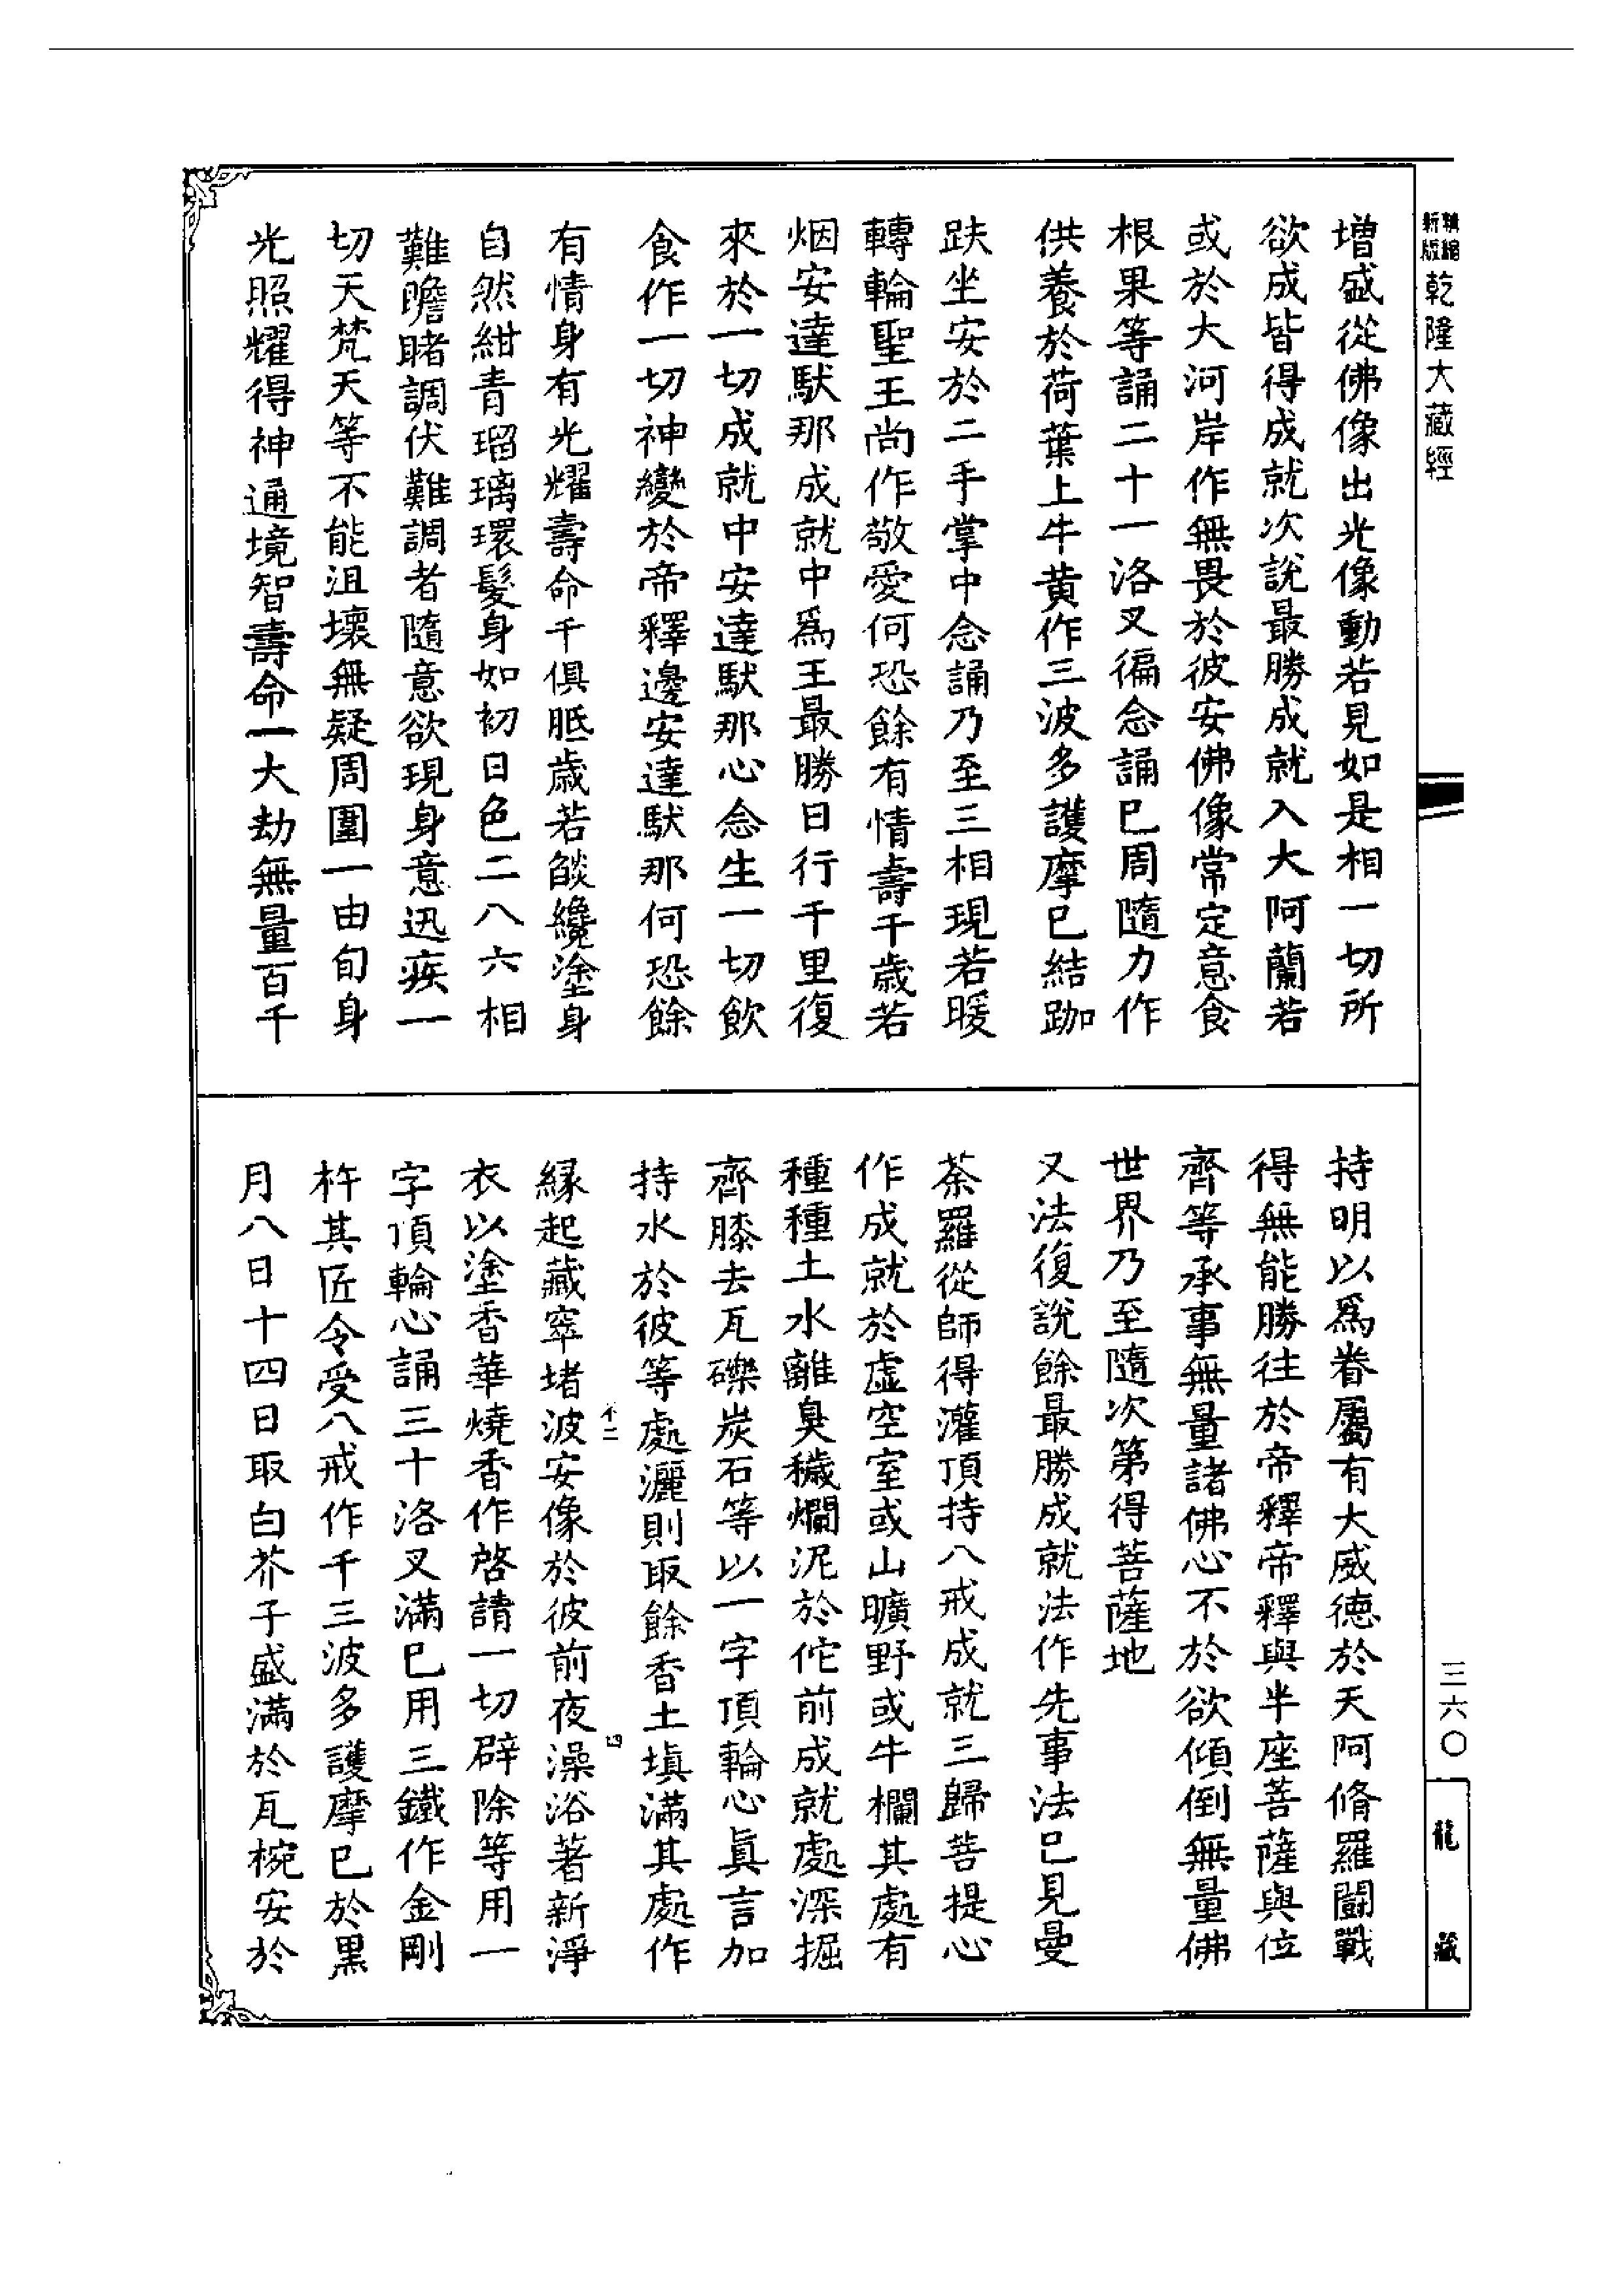 精縮新版乾隆大藏經
增盛從佛像出光像動若見如是相一切所
欲成皆得成就次說最勝成就入大阿蘭若
或於大河岸作無畏於彼安佛像常定意食
根果等誦二十一洛叉徧念誦已周隨力作
供養於荷葉上牛黃作三波多護摩已結跏
趺坐安於二手掌中念誦乃至三相現若暖
轉輪聖王尚作敬愛何恐餘有情壽千歲若
烟安達馱那成就中為王最勝日行千里復
來於一切成就中安達馱那心念生一切飲
食作一切神變於帝釋邊安達馱那何恐餘
有情身有光耀壽命千俱胝歲若燄纔塗身
自然紺青瑠璃環髮身如初日色二八六相
難瞻睹調伏難調者隨意欲現身意迅疾一
切天梵天等不能沮壞無疑周圍一由旬身
光照耀得神通境智壽命一大劫無量百千
持明以為眷屬有大威德於天阿脩羅鬬戰
得無能勝往於帝釋帝釋與半座菩薩與位
齊等承事無量諸佛心不於欲傾倒無量佛
世界乃至隨次第得菩薩地
又法復說餘最勝成就法作先事法已見曼
荼羅從師得灌頂持八戒成就三歸菩提心
作成就於虛空室或山曠野或牛欄其處有
種種土水離臭穢爛泥於佗前成就處深掘
齊膝去瓦礫炭石等以一字頂輪心眞言加
持水於彼等處灑則取餘香土填滿其處作
緣起藏窣堵波安像於彼前夜澡浴著新淨
衣以塗香華燒香作啓請一切辟除等用一
字頂輪心誦三十洛叉滿已用三鐵作金剛
杵其匠令受八戒作千三波多護摩已於黑
月八日十四日取白芥子盛滿於瓦椀安於
三六〇
龍藏